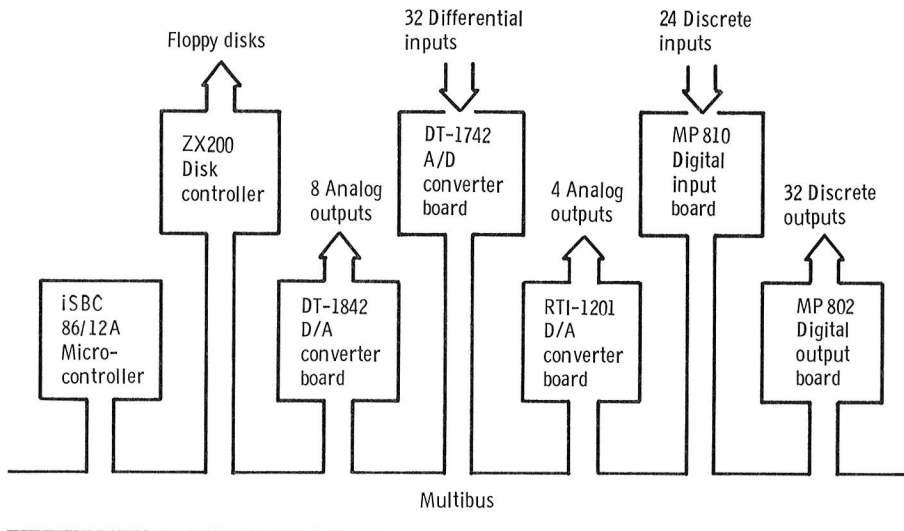 Floppy disks
32 Differential
inputs
24 Discrete
inputs
ZX200
Disk
controller
DT-1742
A/D
converter
board
MP 810
Digital
input
board
8 Analog
outputs
4 Analog
outputs
32 Discrete
outputs
iSBC
86/12A
Micro-
controller
DT-1842
D/A
converter
board
RTI-1201
D/A
converter
board
MP 802
Digital
output
board
Multibus